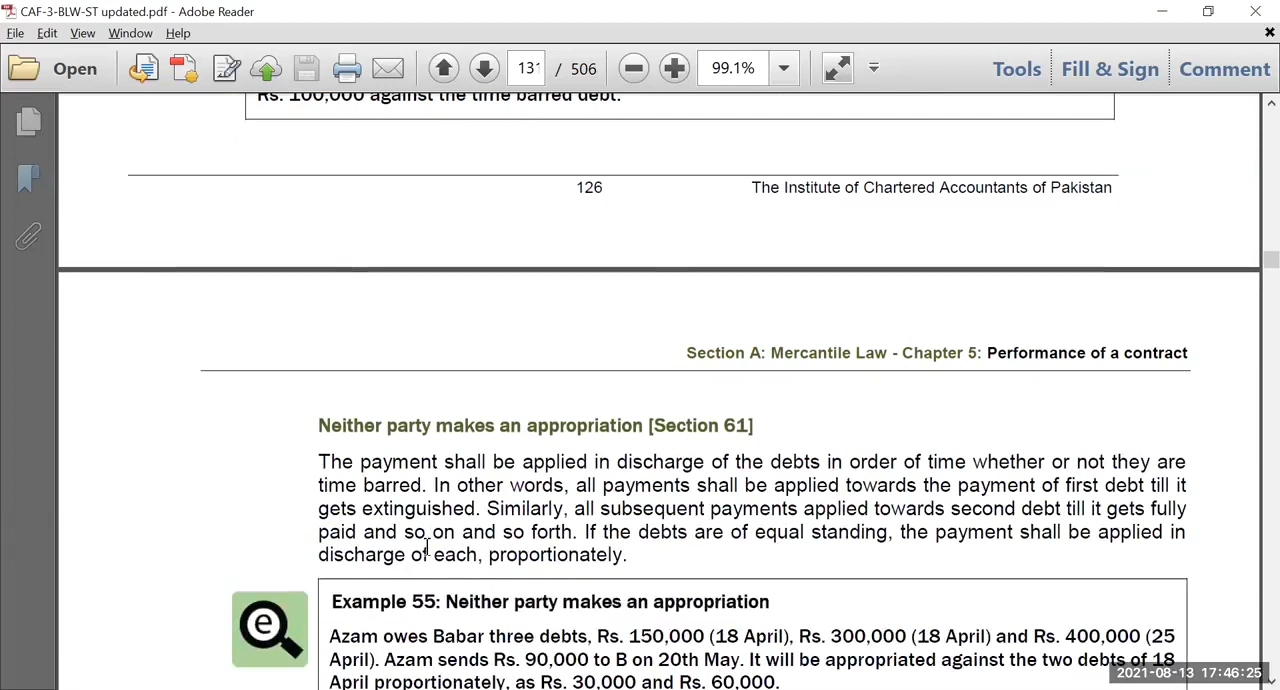 CAF-3-BLW-ST updated.pdf - Adobe Reader
File Edit View Window Help
Open 131 / 506 99.1% Tools Fill & Sign Comment
Rs. 100,000 against the time barred debt.
126 The Institute of Chartered Accountants of Pakistan
Section A: Mercantile Law - Chapter 5: Performance of a contract
Neither party makes an appropriation [Section 61]
The payment shall be applied in discharge of the debts in order of time whether or not they are
time barred. In other words, all payments shall be applied towards the payment of first debt till it
gets extinguished. Similarly, all subsequent payments applied towards second debt till it gets fully
paid and so on and so forth. If the debts are of equal standing, the payment shall be applied in
discharge of each, proportionately.
e
Example 55: Neither party makes an appropriation
Azam owes Babar three debts, Rs. 150,000 (18 April), Rs. 300,000 (18 April) and Rs. 400,000 (25
April). Azam sends Rs. 90,000 to B on 20th May. It will be appropriated against the two debts of 18
April proportionately, as Rs. 30,000 and Rs. 60,000.
2021-08-13 17:46:25